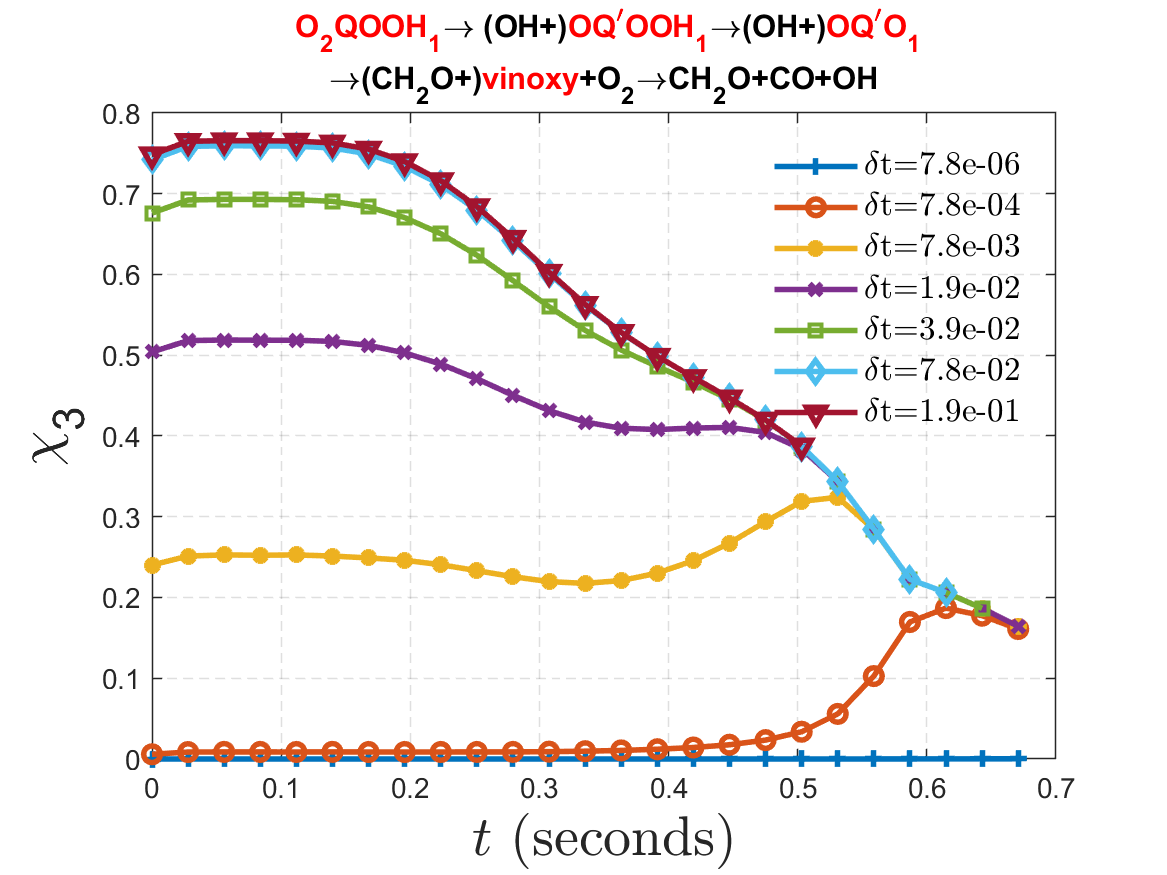 O₂QOOH₁→ (OH+)OQ′OOH₁→(OH+)OQ′O₁
→(CH₂O+)vinoxy+O₂→CH₂O+CO+OH
0.8
0.7
0.6
0.5
0.4
0.3
0.2
0.1
0
χ₃
δt=7.8e-06
δt=7.8e-04
δt=7.8e-03
δt=1.9e-02
δt=3.9e-02
δt=7.8e-02
δt=1.9e-01
0 0.1 0.2 0.3 0.4 0.5 0.6 0.7
t (seconds)